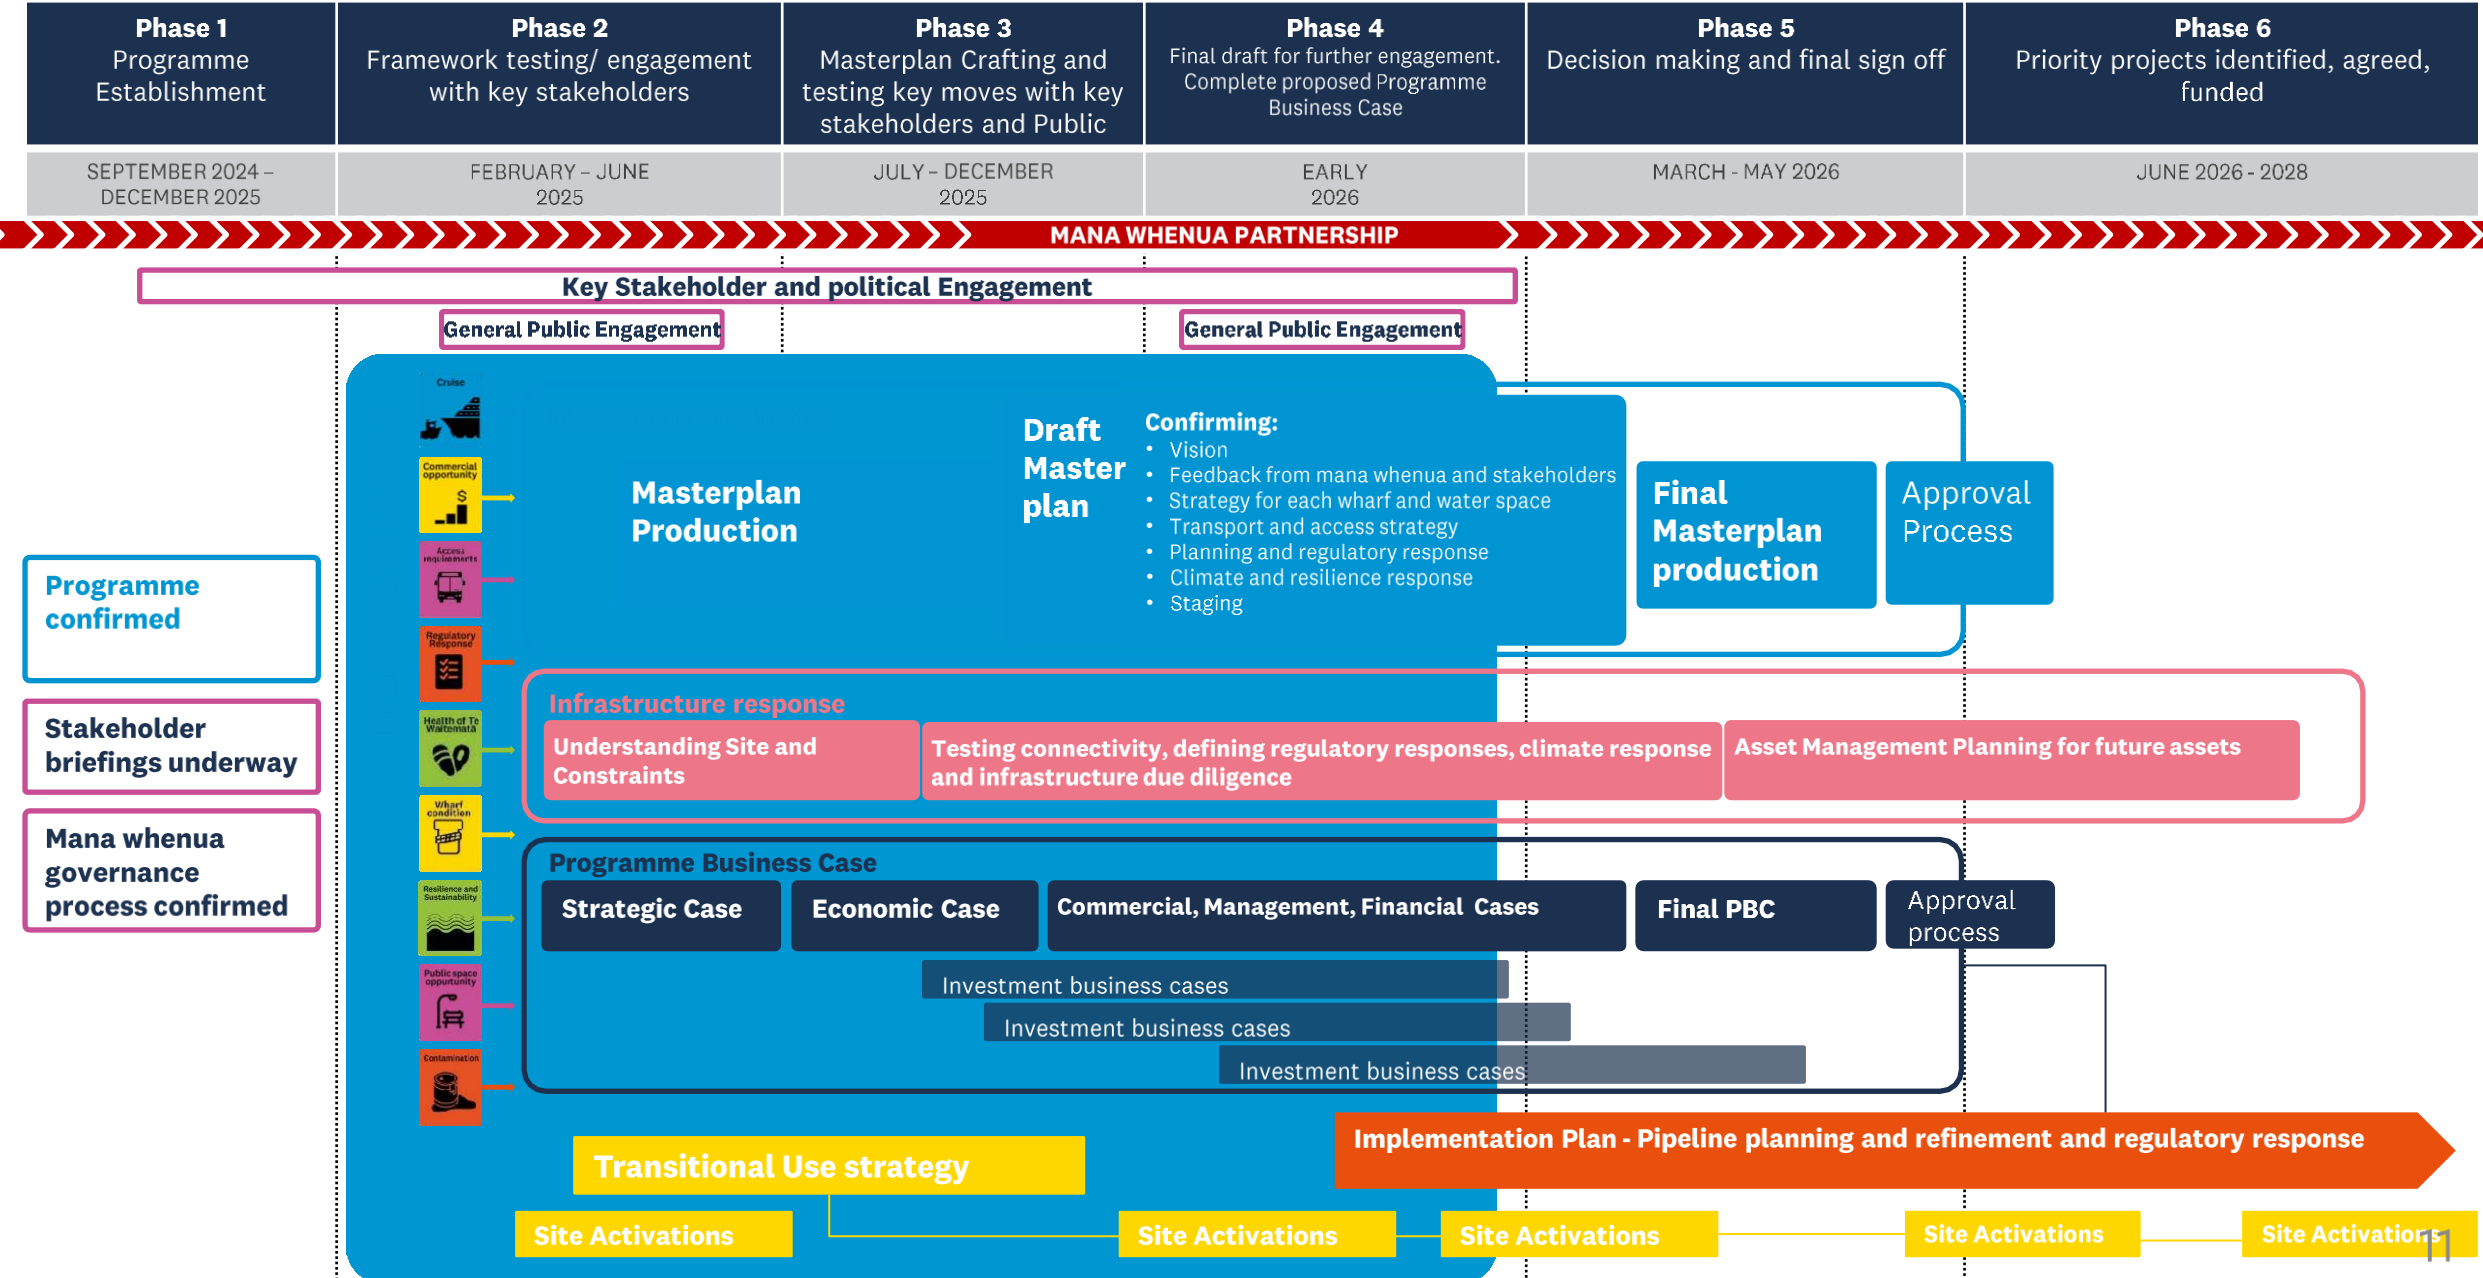 Phase 1
Programme
Establishment
Phase 2
Framework testing/ engagement
with key stakeholders
Phase 3
Masterplan Crafting and
testing key moves with key
stakeholders and Public
Phase 4
Final draft for further engagement.
Complete proposed Programme
Business Case
Phase 5
Decision making and final sign off
Phase 6
Priority projects identified, agreed,
funded
SEPTEMBER 2024 –
DECEMBER 2025
FEBRUARY – JUNE
2025
JULY – DECEMBER
2025
EARLY
2026
MARCH - MAY 2026
JUNE 2026 - 2028
MANA WHENUA PARTNERSHIP
Key Stakeholder and political Engagement
General Public Engagement
General Public Engagement
Programme
confirmed
Stakeholder
briefings underway
Mana whenua
governance
process confirmed
Cruise
Commercial
opportunity
$
Access
requirements
Regulatory
Response
Health of Te
Waitematā
Wharf
condition
Resilience and
Sustainability
Public space
oppurtunity
Contamination
Masterplan
Production
Draft
Master
plan
Confirming:
• Vision
• Feedback from mana whenua and stakeholders
• Strategy for each wharf and water space
• Transport and access strategy
• Planning and regulatory response
• Climate and resilience response
• Staging
Final
Masterplan
production
Approval
Process
Infrastructure response
Understanding Site and
Constraints
Testing connectivity, defining regulatory responses, climate response
and infrastructure due diligence
Asset Management Planning for future assets
Programme Business Case
Strategic Case
Economic Case
Commercial, Management, Financial Cases
Final PBC
Approval
process
Investment business cases
Investment business cases
Investment business cases
Implementation Plan - Pipeline planning and refinement and regulatory response
Transitional Use strategy
Site Activations
Site Activations
Site Activations
Site Activations
Site Activations
11